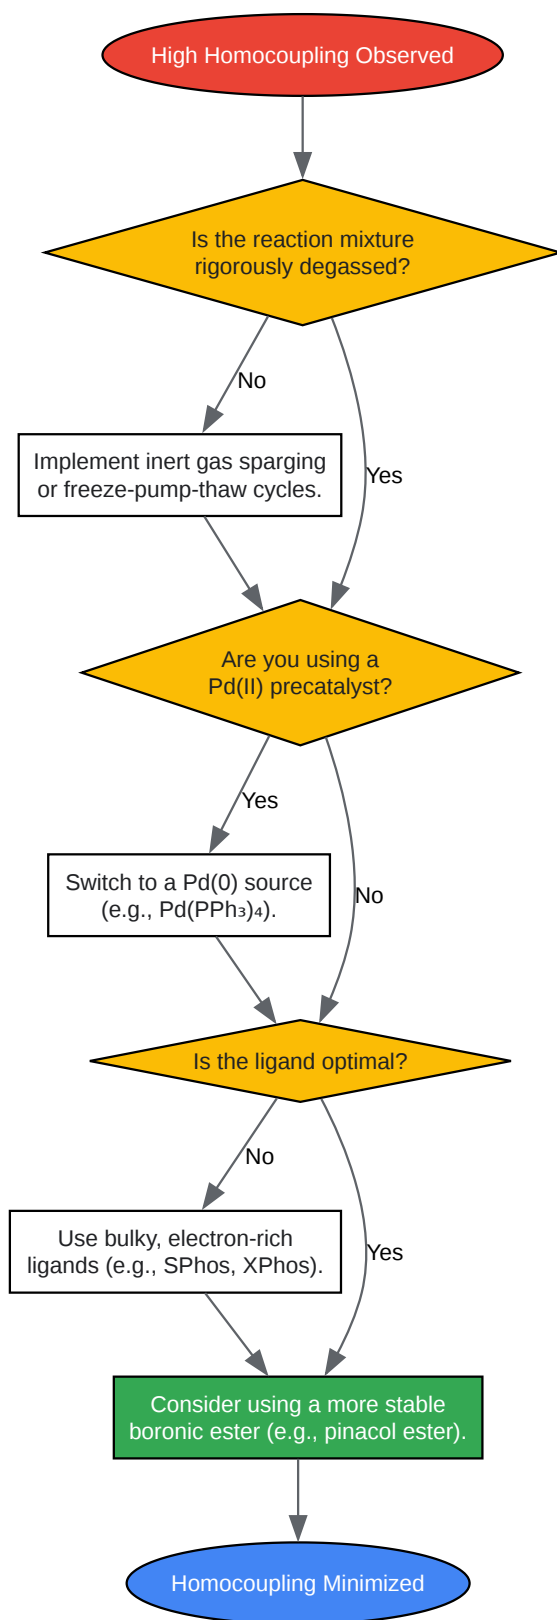 High Homocoupling Observed
Is the reaction mixture
rigorously degassed?
No
Implement inert gas sparging
or freeze-pump-thaw cycles.
Yes
Are you using a
Pd(II) precatalyst?
Yes
Switch to a Pd(0) source
(e.g., Pd(PPh₃)₄).
No
Is the ligand optimal?
No
Use bulky, electron-rich
ligands (e.g., SPhos, XPhos).
Yes
Consider using a more stable
boronic ester (e.g., pinacol ester).
Homocoupling Minimized